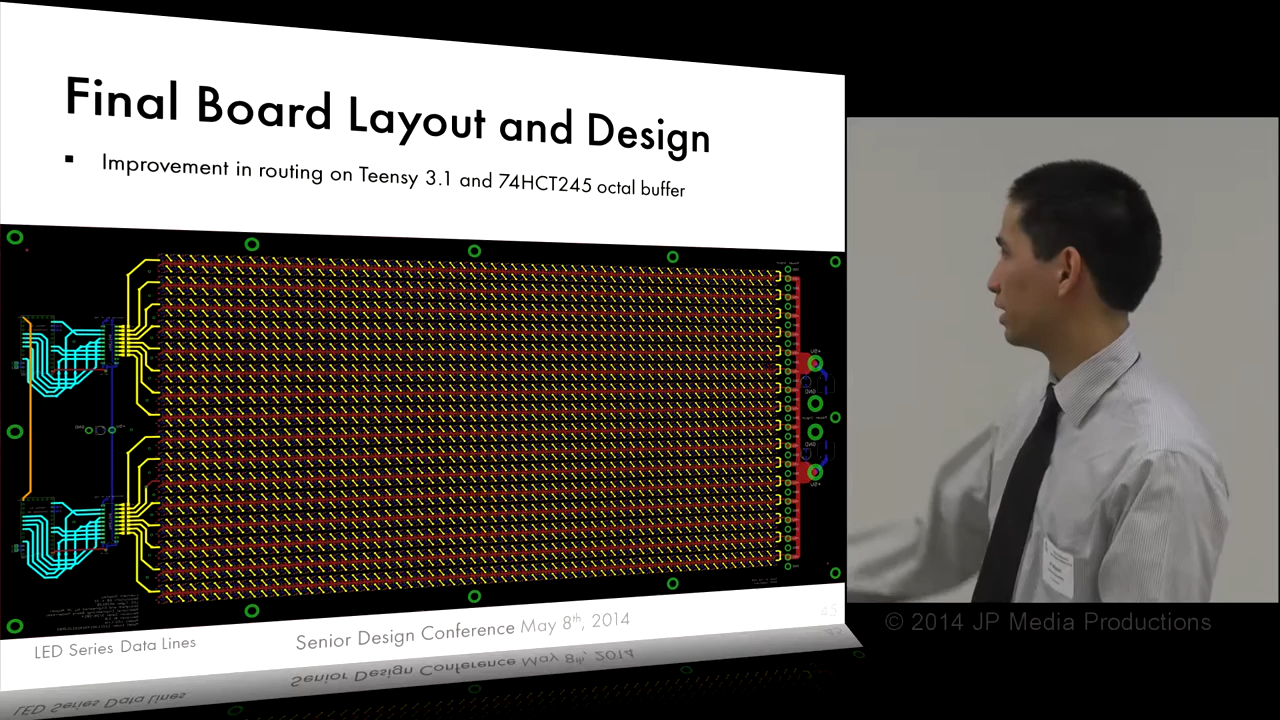 Final Board Layout and Design
▪ Improvement in routing on Teensy 3.1 and 74HCT245 octal buffer
LED Series Data Lines
Senior Design Conference May 8th, 2014
45
© 2014 JP Media Productions